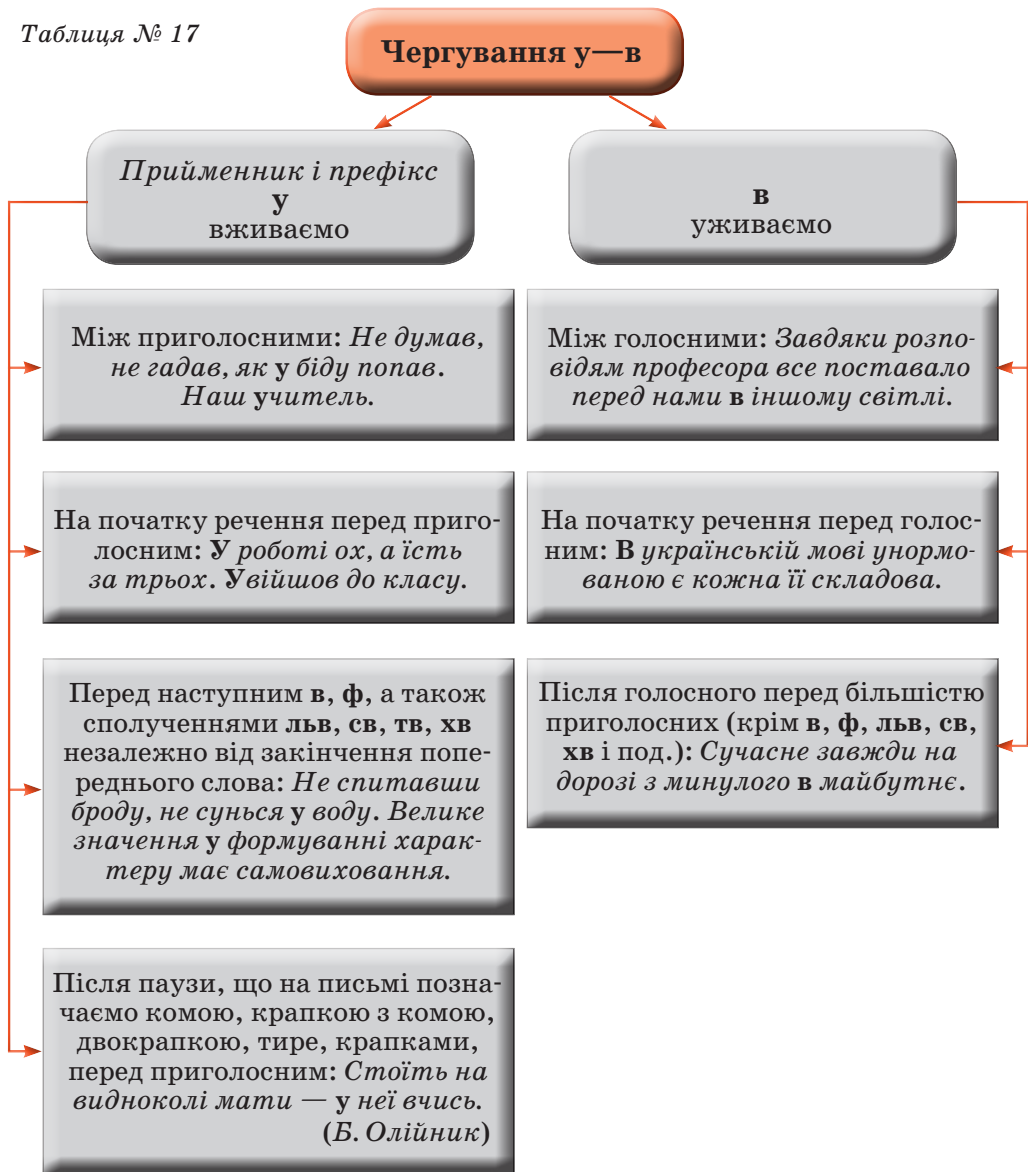 Таблиця № 17
Чергування у—в
Прийменник і префікс
у
вживаємо
Між приголосними: Не думав,
не гадав, як у біду попав.
Наш учитель.
На початку речення перед приго-
лосним: У роботі ох, а їсть
за трьох. Увійшов до класу.
Перед наступним в, ф, а також
сполученнями льв, св, тв, хв
незалежно від закінчення попе-
реднього слова: Не спитавши
броду, не сунься у воду. Велике
значення у формуванні харак-
теру має самовиховання.
Після паузи, що на письмі позна-
чаємо комою, крапкою з комою,
двокрапкою, тире, крапками,
перед приголосним: Стоїть на
видноколі мати — у неї вчись.
(Б. Олійник)
в
уживаємо
Між голосними: Завдяки розпо-
відям професора все поставало
перед нами в іншому світлі.
На початку речення перед голос-
ним: В українській мові унормо-
ваною є кожна її складова.
Після голосного перед більшістю
приголосних (крім в, ф, льв, св,
хв і под.): Сучасне завжди на
дорозі з минулого в майбутнє.